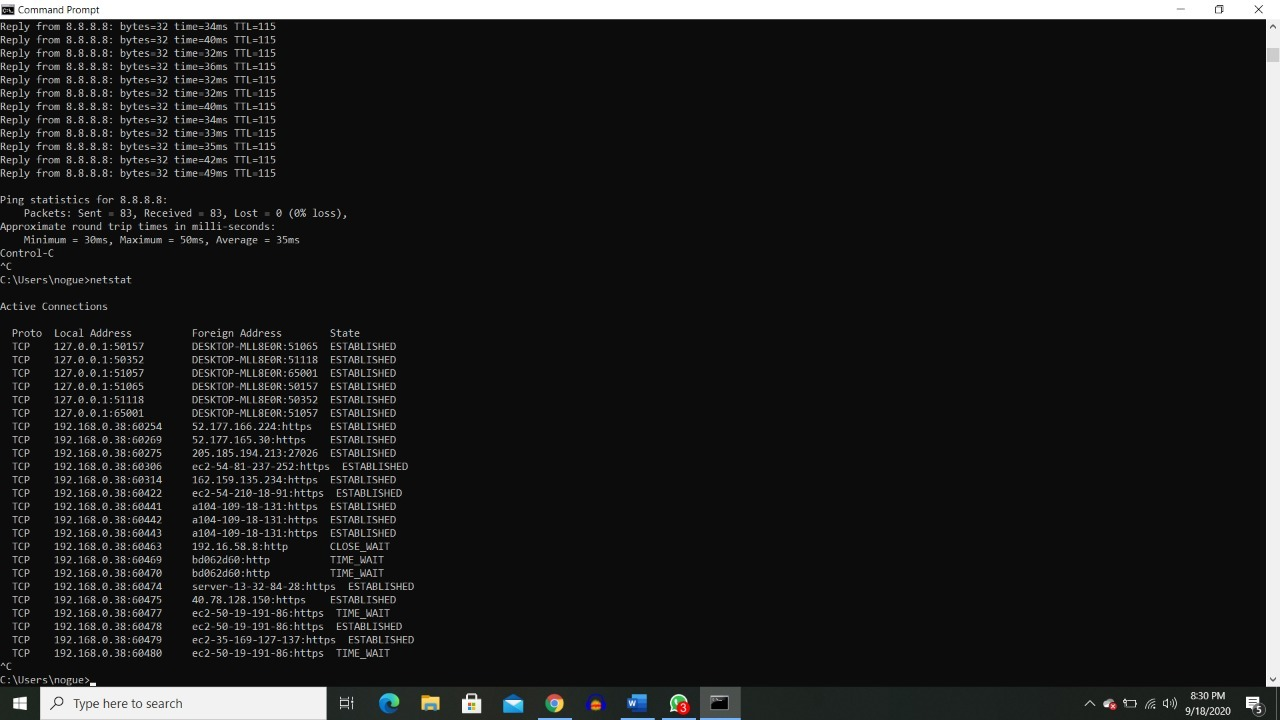 Command Prompt
Reply from 8.8.8.8: bytes=32 time=34ms TTL=115
Reply from 8.8.8.8: bytes=32 time=40ms TTL=115
Reply from 8.8.8.8: bytes=32 time=32ms TTL=115
Reply from 8.8.8.8: bytes=32 time=36ms TTL=115
Reply from 8.8.8.8: bytes=32 time=32ms TTL=115
Reply from 8.8.8.8: bytes=32 time=32ms TTL=115
Reply from 8.8.8.8: bytes=32 time=40ms TTL=115
Reply from 8.8.8.8: bytes=32 time=34ms TTL=115
Reply from 8.8.8.8: bytes=32 time=33ms TTL=115
Reply from 8.8.8.8: bytes=32 time=35ms TTL=115
Reply from 8.8.8.8: bytes=32 time=42ms TTL=115
Reply from 8.8.8.8: bytes=32 time=49ms TTL=115
Ping statistics for 8.8.8.8:
Packets: Sent = 83, Received = 83, Lost = 0 (0% loss),
Approximate round trip times in milli-seconds:
Minimum = 30ms, Maximum = 50ms, Average = 35ms
Control-C
^C
C:\Users\nogue>netstat
Active Connections
Proto Local Address Foreign Address State
TCP 127.0.0.1:50157 DESKTOP-MLL8E0R:51065 ESTABLISHED
TCP 127.0.0.1:50352 DESKTOP-MLL8E0R:51118 ESTABLISHED
TCP 127.0.0.1:51057 DESKTOP-MLL8E0R:65001 ESTABLISHED
TCP 127.0.0.1:51065 DESKTOP-MLL8E0R:50157 ESTABLISHED
TCP 127.0.0.1:51118 DESKTOP-MLL8E0R:50352 ESTABLISHED
TCP 127.0.0.1:65001 DESKTOP-MLL8E0R:51057 ESTABLISHED
TCP 192.168.0.38:60254 52.177.166.224:https ESTABLISHED
TCP 192.168.0.38:60269 52.177.165.30:https ESTABLISHED
TCP 192.168.0.38:60275 205.185.194.213:27026 ESTABLISHED
TCP 192.168.0.38:60306 ec2-54-81-237-252:https ESTABLISHED
TCP 192.168.0.38:60314 162.159.135.234:https ESTABLISHED
TCP 192.168.0.38:60422 ec2-54-210-18-91:https ESTABLISHED
TCP 192.168.0.38:60441 a104-109-18-131:https ESTABLISHED
TCP 192.168.0.38:60442 a104-109-18-131:https ESTABLISHED
TCP 192.168.0.38:60443 a104-109-18-131:https ESTABLISHED
TCP 192.168.0.38:60463 192.16.58.8:http CLOSE_WAIT
TCP 192.168.0.38:60469 bd062d60:http TIME_WAIT
TCP 192.168.0.38:60470 bd062d60:http TIME_WAIT
TCP 192.168.0.38:60474 server-13-32-84-28:https ESTABLISHED
TCP 192.168.0.38:60475 40.78.128.150:https ESTABLISHED
TCP 192.168.0.38:60477 ec2-50-19-191-86:https TIME_WAIT
TCP 192.168.0.38:60478 ec2-50-19-191-86:https ESTABLISHED
TCP 192.168.0.38:60479 ec2-35-169-127-137:https ESTABLISHED
TCP 192.168.0.38:60480 ec2-50-19-191-86:https TIME_WAIT
^C
C:\Users\nogue>
Type here to search
3
8:30 PM
9/18/2020
5